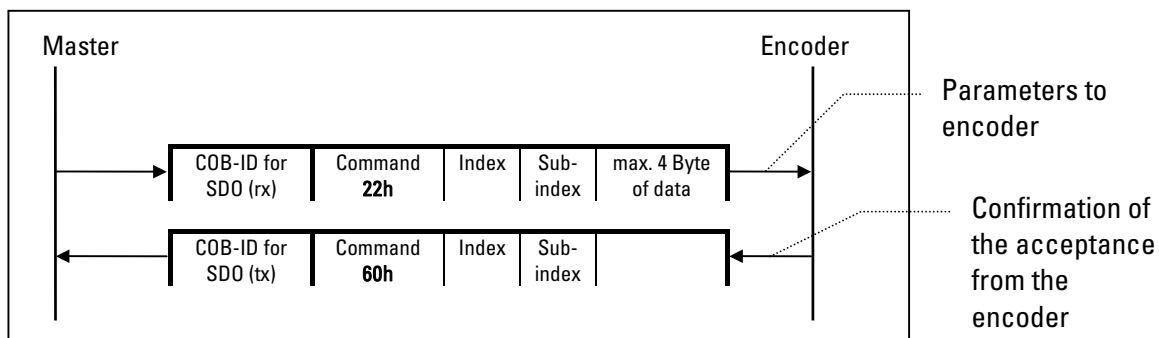 Master
Encoder
Parameters to
encoder
COB-ID for
SDO (rx)
Command
22h
Index
Sub-
index
max. 4 Byte
of data
COB-ID for
SDO (tx)
Command
60h
Index
Sub-
index
Confirmation of
the acceptance
from the
encoder